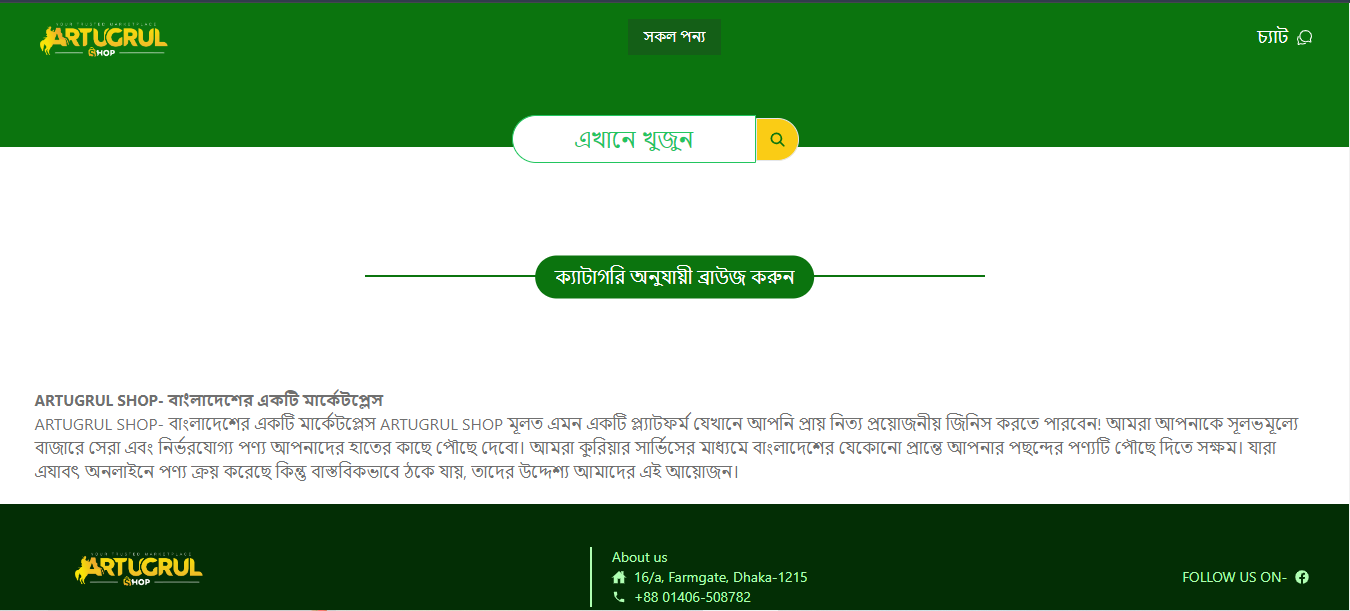 YOUR TRUSTED MARKETPLACE
ARTUGRUL
SHOP
সকল পন্য
চ্যাট
এখানে খুজুন
ক্যাটাগরি অনুযায়ী ব্রাউজ করুন
ARTUGRUL SHOP- বাংলাদেশের একটি মার্কেটপ্লেস
ARTUGRUL SHOP- বাংলাদেশের একটি মার্কেটপ্লেস ARTUGRUL SHOP মূলত এমন একটি প্ল্যাটফর্ম যেখানে আপনি প্রায় নিত্য প্রয়োজনীয় জিনিস করতে পারবেন! আমরা আপনাকে সূলভমূল্যে
বাজারে সেরা এবং নির্ভরযোগ্য পণ্য আপনাদের হাতের কাছে পৌছে দেবো। আমরা কুরিয়ার সার্ভিসের মাধ্যমে বাংলাদেশের যেকোনো প্রান্তে আপনার পছন্দের পণ্যটি পৌছে দিতে সক্ষম। যারা
এযাবৎ অনলাইনে পণ্য ক্রয় করেছে কিন্তু বাস্তবিকভাবে ঠকে যায়, তাদের উদ্দেশ্য আমাদের এই আয়োজন।
YOUR TRUSTED MARKETPLACE
ARTUGRUL
SHOP
About us
16/a, Farmgate, Dhaka-1215
+88 01406-508782
FOLLOW US ON-